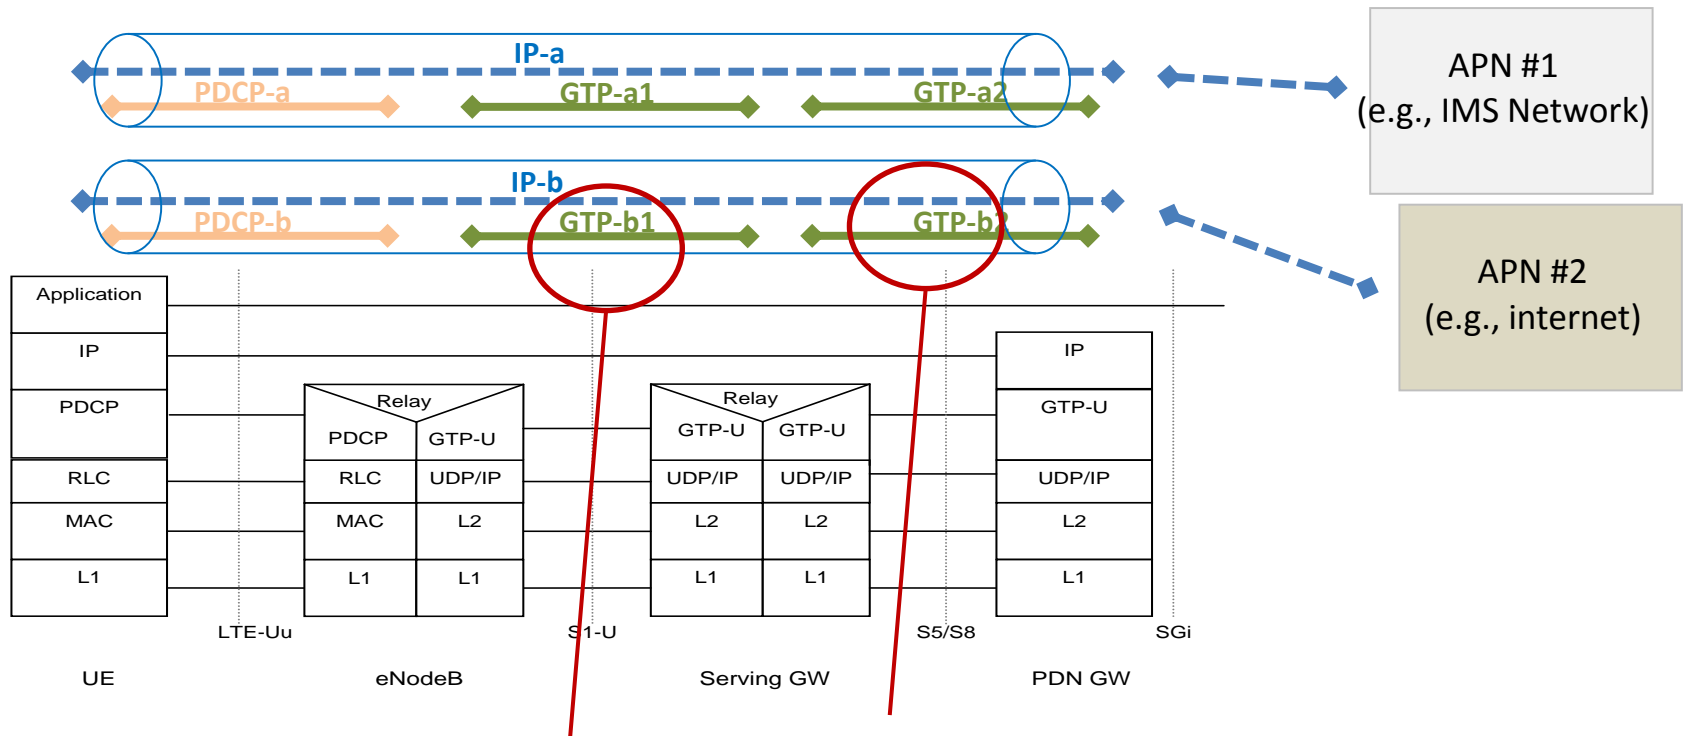 IP-a
PDCP-a GTP-a1 GTP-a2
APN #1
(e.g., IMS Network)
IP-b
PDCP-b GTP-b1 GTP-b2
APN #2
(e.g., internet)
Application
IP IP
PDCP Relay Relay GTP-U
PDCP GTP-U GTP-U GTP-U
RLC RLC UDP/IP UDP/IP UDP/IP UDP/IP
MAC MAC L2 L2 L2 L2
L1 L1 L1 L1 L1 L1
LTE-Uu S1-U S5/S8 SGi
UE eNodeB Serving GW PDN GW